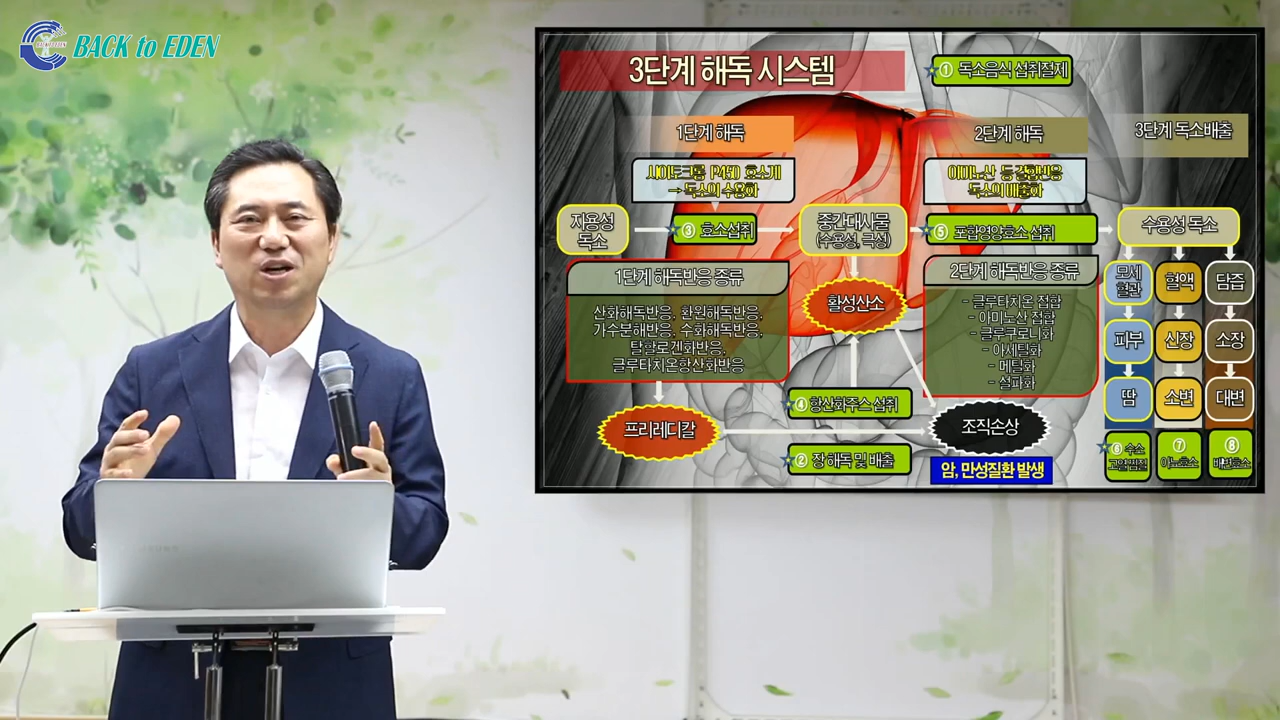 BACK to EDEN
3단계 해독 시스템
① 독소음식 섭취절제
1단계 해독
2단계 해독
3단계 독소배출
사이토크롬 P450 효소계
→ 독소의 수용화
아미노산 등 결합반응
독소의 배출화
지용성
독소
③ 효소섭취
중간대사물
(수용성, 극성)
⑤ 포합영양효소 섭취
수용성 독소
1단계 해독반응 종류
산화해독반응, 환원해독반응,
가수분해반응, 수화해독반응,
탈할로겐화반응,
글루타치온항산화반응
활성산소
2단계 해독반응 종류
- 글루타치온 접합
- 아미노산 접합
- 글루쿠로니화
- 아세틸화
- 메틸화
- 설파화
모세
혈관
혈액
담즙
피부
신장
소장
땀
소변
대변
④ 항산화주스 섭취
프리레디칼
조직손상
② 장 해독 및 배출
암, 만성질환 발생
⑥ 수소
⑦
이뇨효소
⑧
배변효소